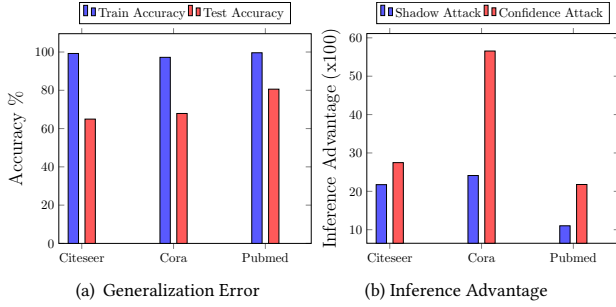 Train Accuracy Test Accuracy
100
80
60
40
20
0
Accuracy %
Citeseer Cora Pubmed
(a) Generalization Error
Shadow Attack Confidence Attack
60
50
40
30
20
10
Inference Advantage (x100)
Citeseer Cora Pubmed
(b) Inference Advantage